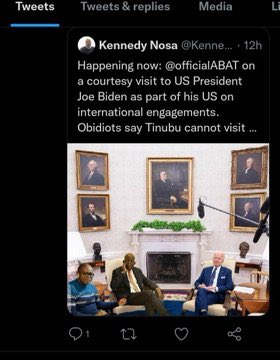 Tweets Tweets & replies Media Li
Kennedy Nosa @Kenne... · 12h
Happening now: @officialABAT on
a courtesy visit to US President
Joe Biden as part of his US on
international engagements.
Obidiots say Tinubu cannot visit ...
1